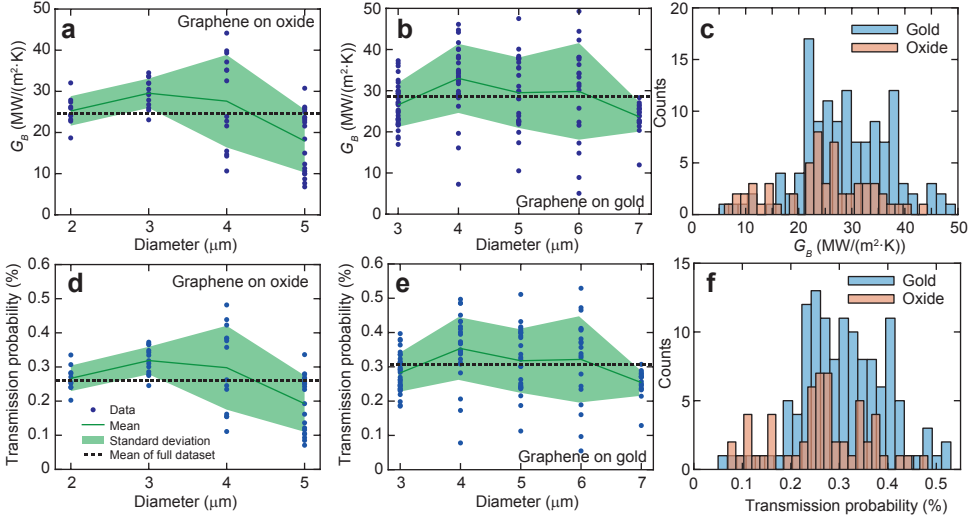 a
Graphene on oxide
50
40
30
20
10
0
G_B (MW/(m²·K))
2
3
4
5
Diameter (μm)
b
50
40
30
20
10
0
G_B (MW/(m²·K))
Graphene on gold
3
4
5
6
7
Diameter (μm)
c
Gold
Oxide
20
15
10
5
0
Counts
0
10
20
30
40
50
G_B (MW/(m²·K))
d
Graphene on oxide
0.6
0.5
0.4
0.3
0.2
0.1
0
Transmission probability (%)
Data
Mean
Standard deviation
Mean of full dataset
2
3
4
5
Diameter (μm)
e
0.6
0.5
0.4
0.3
0.2
0.1
0
Transmission probability (%)
Graphene on gold
3
4
5
6
7
Diameter (μm)
f
Gold
Oxide
15
10
5
0
Counts
0
0.1
0.2
0.3
0.4
0.5
Transmission probability (%)